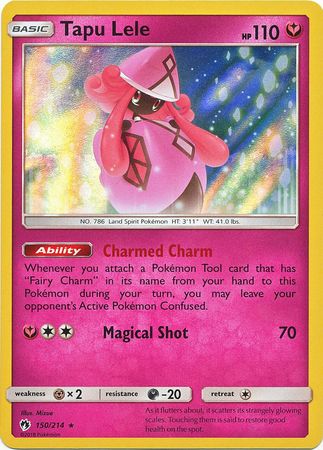 BASIC Tapu Lele HP 110
NO. 786 Land Spirit Pokémon HT: 3'11" WT: 41.0 lbs.
Ability Charmed Charm
Whenever you attach a Pokémon Tool card that has
"Fairy Charm" in its name from your hand to this
Pokémon during your turn, you may leave your
opponent's Active Pokémon Confused.
Magical Shot 70
weakness × 2 resistance -20 retreat
Illus. Mizue
150/214 ★
©2018 Pokémon
As it flutters about, it scatters its strangely glowing
scales. Touching them is said to restore good
health on the spot.